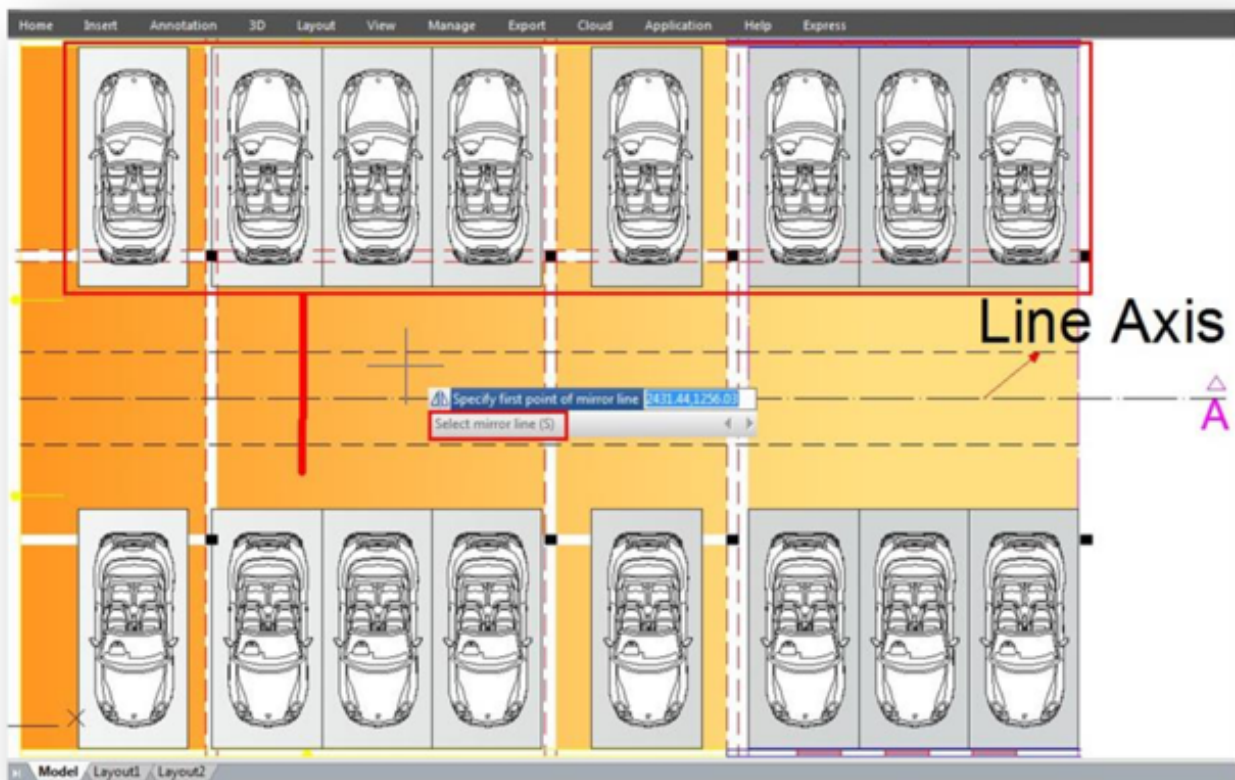 Home Insert Annotation 3D Layout View Manage Export Cloud Application Help Express
Line Axis
Specify first point of mirror line 2431.44,1256.03
Select mirror line (S)
A
Model Layout1 Layout2